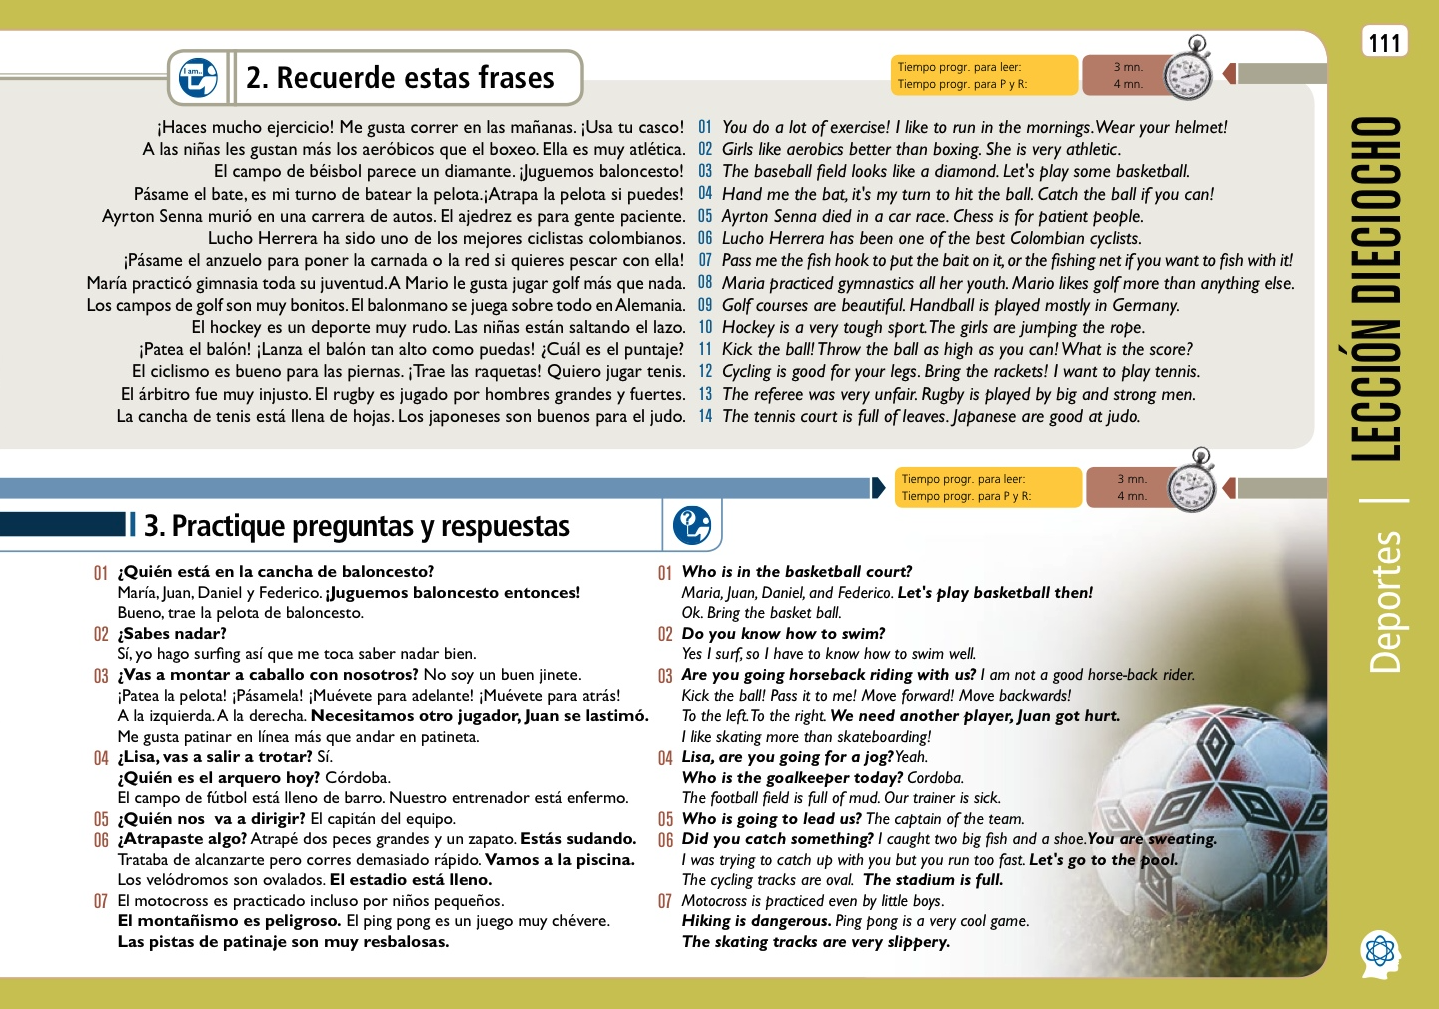 111
2. Recuerde estas frases
Tiempo progr. para leer: 3 mn.
Tiempo progr. para P y R: 4 mn.
¡Haces mucho ejercicio! Me gusta correr en las mañanas. ¡Usa tu casco! 01 You do a lot of exercise! I like to run in the mornings. Wear your helmet!
A las niñas les gustan más los aeróbicos que el boxeo. Ella es muy atlética. 02 Girls like aerobics better than boxing. She is very athletic.
El campo de béisbol parece un diamante. ¡Juguemos baloncesto! 03 The baseball field looks like a diamond. Let's play some basketball.
Pásame el bate, es mi turno de batear la pelota.¡Atrapa la pelota si puedes! 04 Hand me the bat, it's my turn to hit the ball. Catch the ball if you can!
Ayrton Senna murió en una carrera de autos. El ajedrez es para gente paciente. 05 Ayrton Senna died in a car race. Chess is for patient people.
Lucho Herrera ha sido uno de los mejores ciclistas colombianos. 06 Lucho Herrera has been one of the best Colombian cyclists.
¡Pásame el anzuelo para poner la carnada o la red si quieres pescar con ella! 07 Pass me the fish hook to put the bait on it, or the fishing net if you want to fish with it!
María practicó gimnasia toda su juventud. A Mario le gusta jugar golf más que nada. 08 Maria practiced gymnastics all her youth. Mario likes golf more than anything else.
Los campos de golf son muy bonitos. El balonmano se juega sobre todo en Alemania. 09 Golf courses are beautiful. Handball is played mostly in Germany.
El hockey es un deporte muy rudo. Las niñas están saltando el lazo. 10 Hockey is a very tough sport. The girls are jumping the rope.
¡Patea el balón! ¡Lanza el balón tan alto como puedas! ¿Cuál es el puntaje? 11 Kick the ball! Throw the ball as high as you can! What is the score?
El ciclismo es bueno para las piernas. ¡Trae las raquetas! Quiero jugar tenis. 12 Cycling is good for your legs. Bring the rackets! I want to play tennis.
El árbitro fue muy injusto. El rugby es jugado por hombres grandes y fuertes. 13 The referee was very unfair. Rugby is played by big and strong men.
La cancha de tenis está llena de hojas. Los japoneses son buenos para el judo. 14 The tennis court is full of leaves. Japanese are good at judo.
Tiempo progr. para leer: 3 mn.
Tiempo progr. para P y R: 4 mn.
3. Practique preguntas y respuestas
01 ¿Quién está en la cancha de baloncesto?
María, Juan, Daniel y Federico. ¡Juguemos baloncesto entonces!
Bueno, trae la pelota de baloncesto.
02 ¿Sabes nadar?
Sí, yo hago surfing así que me toca saber nadar bien.
03 ¿Vas a montar a caballo con nosotros? No soy un buen jinete.
¡Patea la pelota! ¡Pásamela! ¡Muévete para adelante! ¡Muévete para atrás!
A la izquierda. A la derecha. Necesitamos otro jugador, Juan se lastimó.
Me gusta patinar en línea más que andar en patineta.
04 ¿Lisa, vas a salir a trotar? Sí.
¿Quién es el arquero hoy? Córdoba.
El campo de fútbol está lleno de barro. Nuestro entrenador está enfermo.
05 ¿Quién nos va a dirigir? El capitán del equipo.
06 ¿Atrapaste algo? Atrapé dos peces grandes y un zapato. Estás sudando.
Trataba de alcanzarte pero corres demasiado rápido. Vamos a la piscina.
Los velódromos son ovalados. El estadio está lleno.
07 El motocross es practicado incluso por niños pequeños.
El montañismo es peligroso. El ping pong es un juego muy chévere.
Las pistas de patinaje son muy resbalosas.
01 Who is in the basketball court?
Maria, Juan, Daniel, and Federico. Let's play basketball then!
Ok. Bring the basket ball.
02 Do you know how to swim?
Yes I surf, so I have to know how to swim well.
03 Are you going horseback riding with us? I am not a good horse-back rider.
Kick the ball! Pass it to me! Move forward! Move backwards!
To the left. To the right. We need another player, Juan got hurt.
I like skating more than skateboarding!
04 Lisa, are you going for a jog? Yeah.
Who is the goalkeeper today? Cordoba.
The football field is full of mud. Our trainer is sick.
05 Who is going to lead us? The captain of the team.
06 Did you catch something? I caught two big fish and a shoe. You are sweating.
I was trying to catch up with you but you run too fast. Let's go to the pool.
The cycling tracks are oval. The stadium is full.
07 Motocross is practiced even by little boys.
Hiking is dangerous. Ping pong is a very cool game.
The skating tracks are very slippery.
Deportes | LECCIÓN DIECIOCHO
I am..
?